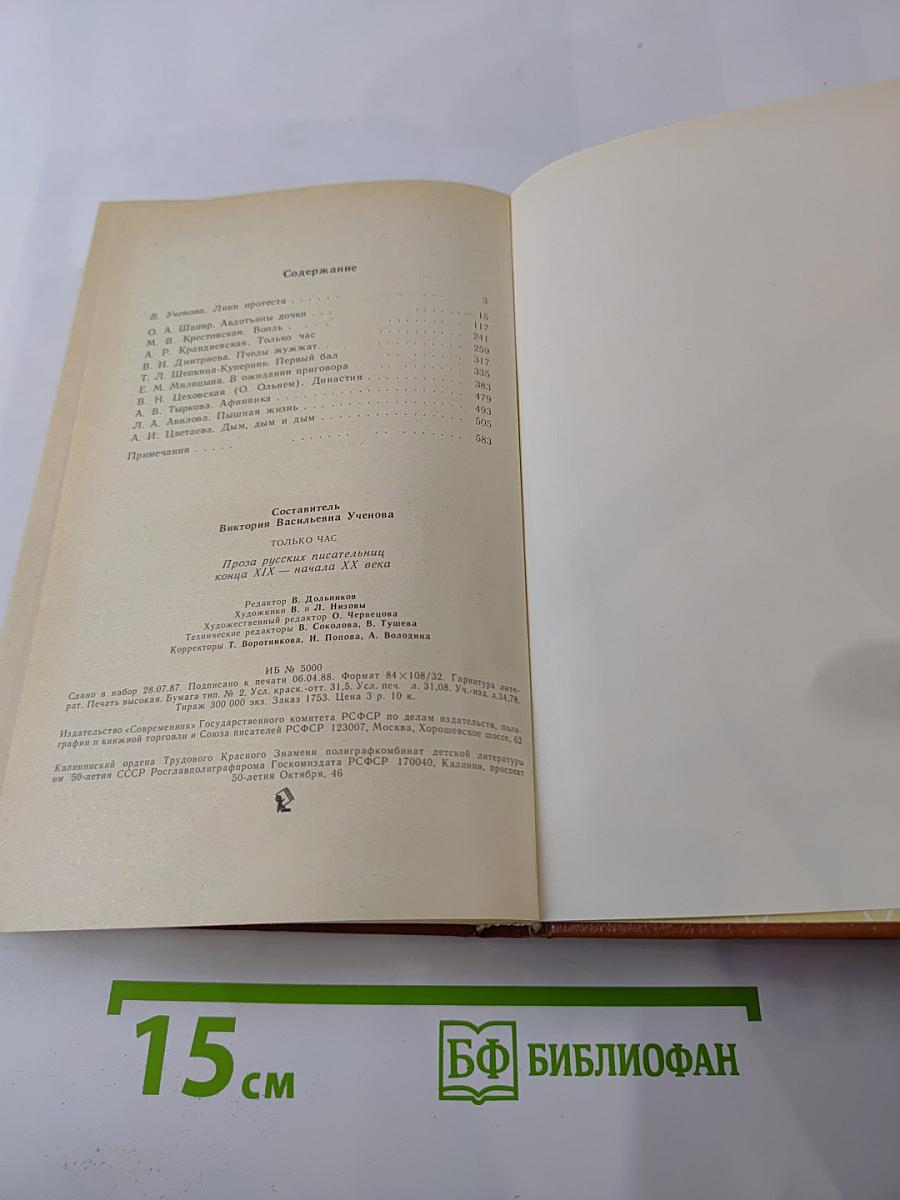 Содержание
В. Ученова. Лики протеста . . . . . . 3
О. А. Шапир. Авдотьины дочки . . . 15
М. В. Крестовская. Вопль . 117
А. Р. Крандиевская. Только час 241
В. И. Дмитриева. Пчелы жужжат. 259
Т. Л. Щепкина-Куперник. Первый бал 317
Е. М. Милицына. В ожидании приговора 335
В. Н. Цеховская (О. Ольнем). Династия 383
А. В. Тыркова. Афинянка 479
Л. А. Авилова. Пышная жизнь 493
А. И. Цветаева. Дым, дым и дым 505
Примечания . . . . . 583
Составитель
Виктория Васильевна Ученова
ТОЛЬКО ЧАС
Проза русских писательниц
конца XIX — начала XX века
Редактор В. Дольников
Художники В. и Л. Низовы
Художественный редактор О. Червецова
Технические редакторы В. Соколова, В. Тушева
Корректоры Т. Воротникова, И. Попова, А. Володина
ИБ № 5000
Сдано в набор 28.07.87. Подписано к печати 06.04.88. Формат 84×108/32. Гарнитура лите-
рат. Печать высокая. Бумага тип. № 2. Усл. краск.-отт. 31,5. Усл. печ. л. 31,08. Уч.-изд. л.34,78.
Тираж 300 000 экз. Заказ 1753. Цена 3 р. 10 к.
Издательство «Современник» Государственного комитета РСФСР по делам издательств, поли-
графии и книжной торговли и Союза писателей РСФСР 123007, Москва, Хорошевское шоссе, 62
Калининский ордена Трудового Красного Знамени полиграфкомбинат детской литературы
им 50-летия СССР Росглавполиграфпрома Госкомиздата РСФСР 170040, Калинин, проспект
50-летия Октября, 46
15 см
БФ БИБЛИОФАН